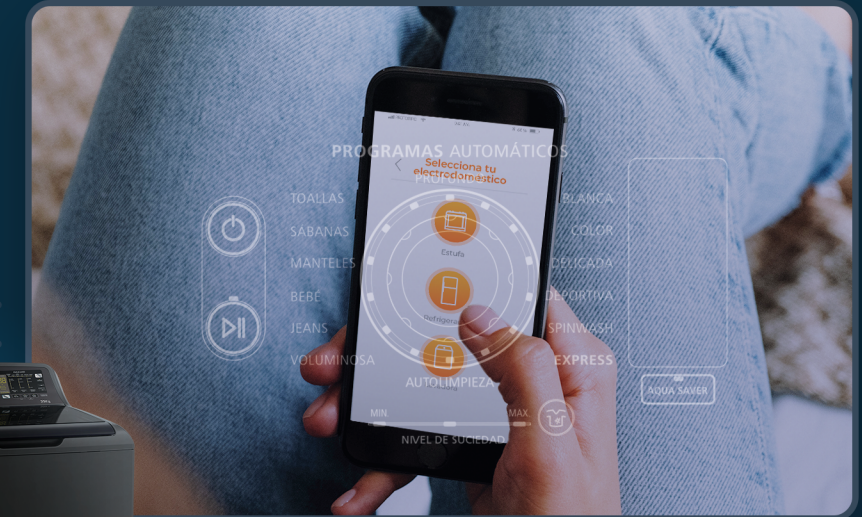 PROGRAMAS AUTOMÁTICOS
Selecciona tu
electrodoméstico
PROFUNDO
TOALLAS
SABANAS
MANTELES
BEBÉ
JEANS
VOLUMINOSA
Estufa
BLANCA
COLOR
DELICADA
DEPORTIVA
SPINWASH
EXPRESS
AUTOLIMPIEZA
MIN.
MAX.
NIVEL DE SUCIEDAD
AQUA SAVER